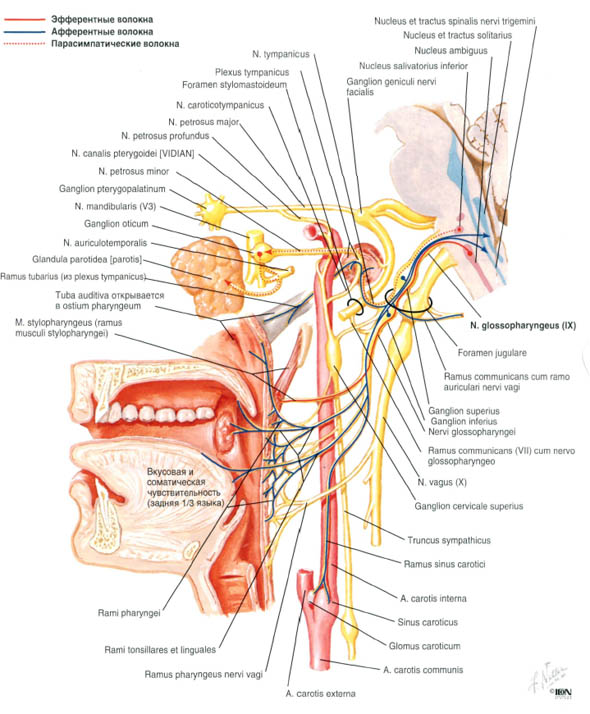 Эфферентные волокна
Афферентные волокна
Парасимпатические волокна
Nucleus et tractus spinalis nervi trigemini
Nucleus et tractus solitarius
Nucleus ambiguus
Nucleus salivatorius inferior
Ganglion geniculi nervi
facialis
N. tympanicus
Plexus tympanicus
Foramen stylomastoideum
N. caroticotympanicus
N. petrosus major
N. petrosus profundus
N. canalis pterygoidei [VIDIAN]
N. petrosus minor
Ganglion pterygopalatinum
N. mandibularis (V3)
Ganglion oticum
N. auriculotemporalis
Glandula parotidea [parotis]
Ramus tubarius (из plexus tympanicus)
Tuba auditiva открывается
в ostium pharyngeum
M. stylopharyngeus (ramus
musculi stylopharyngei)
N. glossopharyngeus (IX)
Foramen jugulare
Ramus communicans cum ramo
auriculari nervi vagi
Ganglion superius
Ganglion inferius
Nervi glossopharyngei
Ramus communicans (VII) cum nervo
glossopharyngeo
N. vagus (X)
Ganglion cervicale superius
Вкусовая и
соматическая
чувствительность
(задняя 1/3 языка)
Truncus sympathicus
Ramus sinus carotici
A. carotis interna
Sinus caroticus
Glomus caroticum
A. carotis communis
Rami pharyngei
Rami tonsillares et linguales
Ramus pharyngeus nervi vagi
A. carotis externa